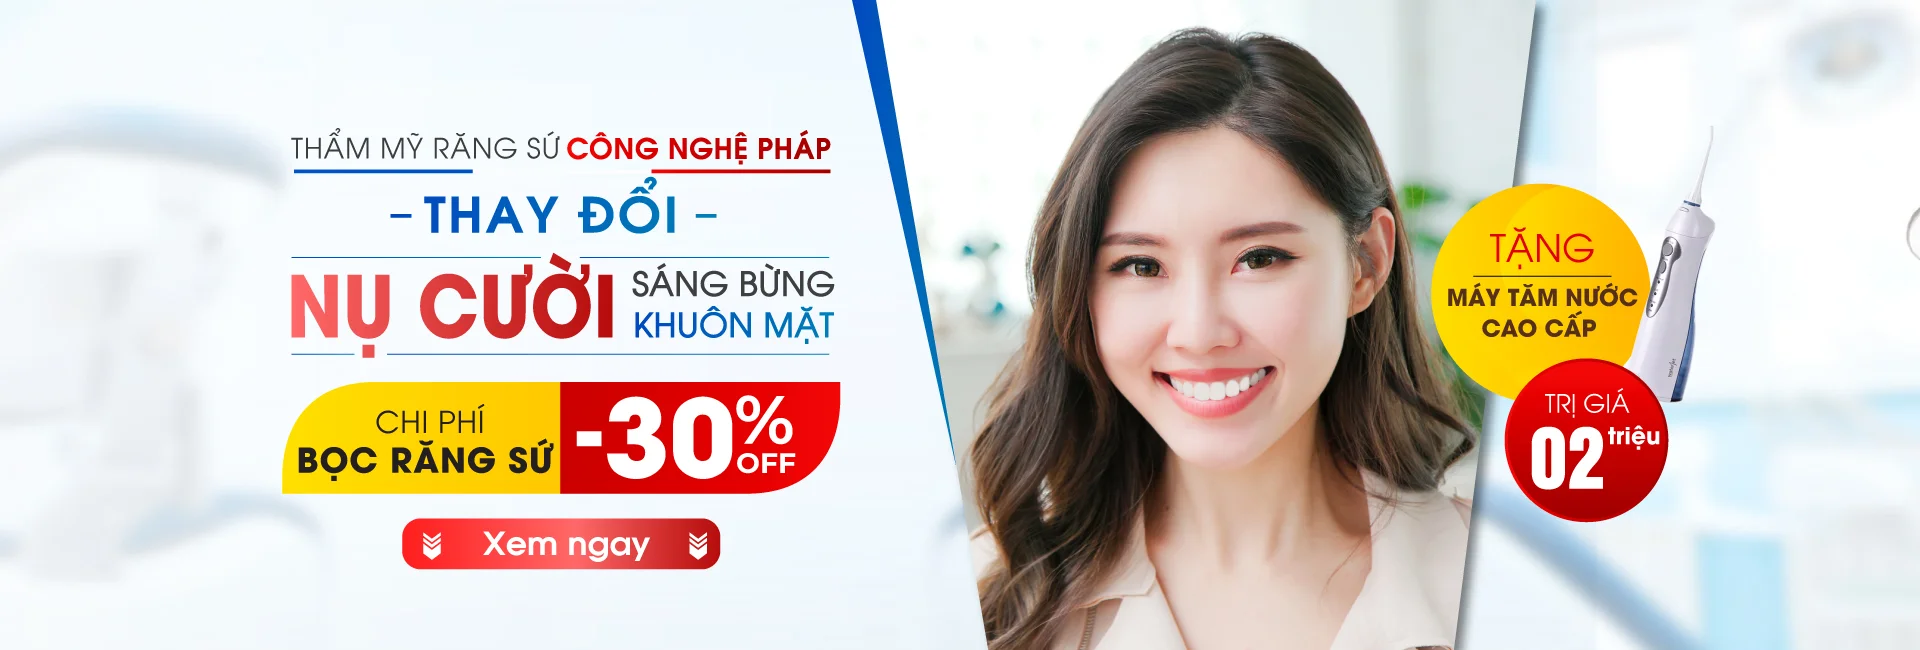 THẨM MỸ RĂNG SỨ CÔNG NGHỆ PHÁP
– THAY ĐỔI –
NỤ CƯỜI
SÁNG BỪNG
KHUÔN MẶT
CHI PHÍ
BỌC RĂNG SỨ
-30% OFF
Xem ngay
TẶNG
MÁY TĂM NƯỚC
CAO CẤP
TRỊ GIÁ
02 triệu